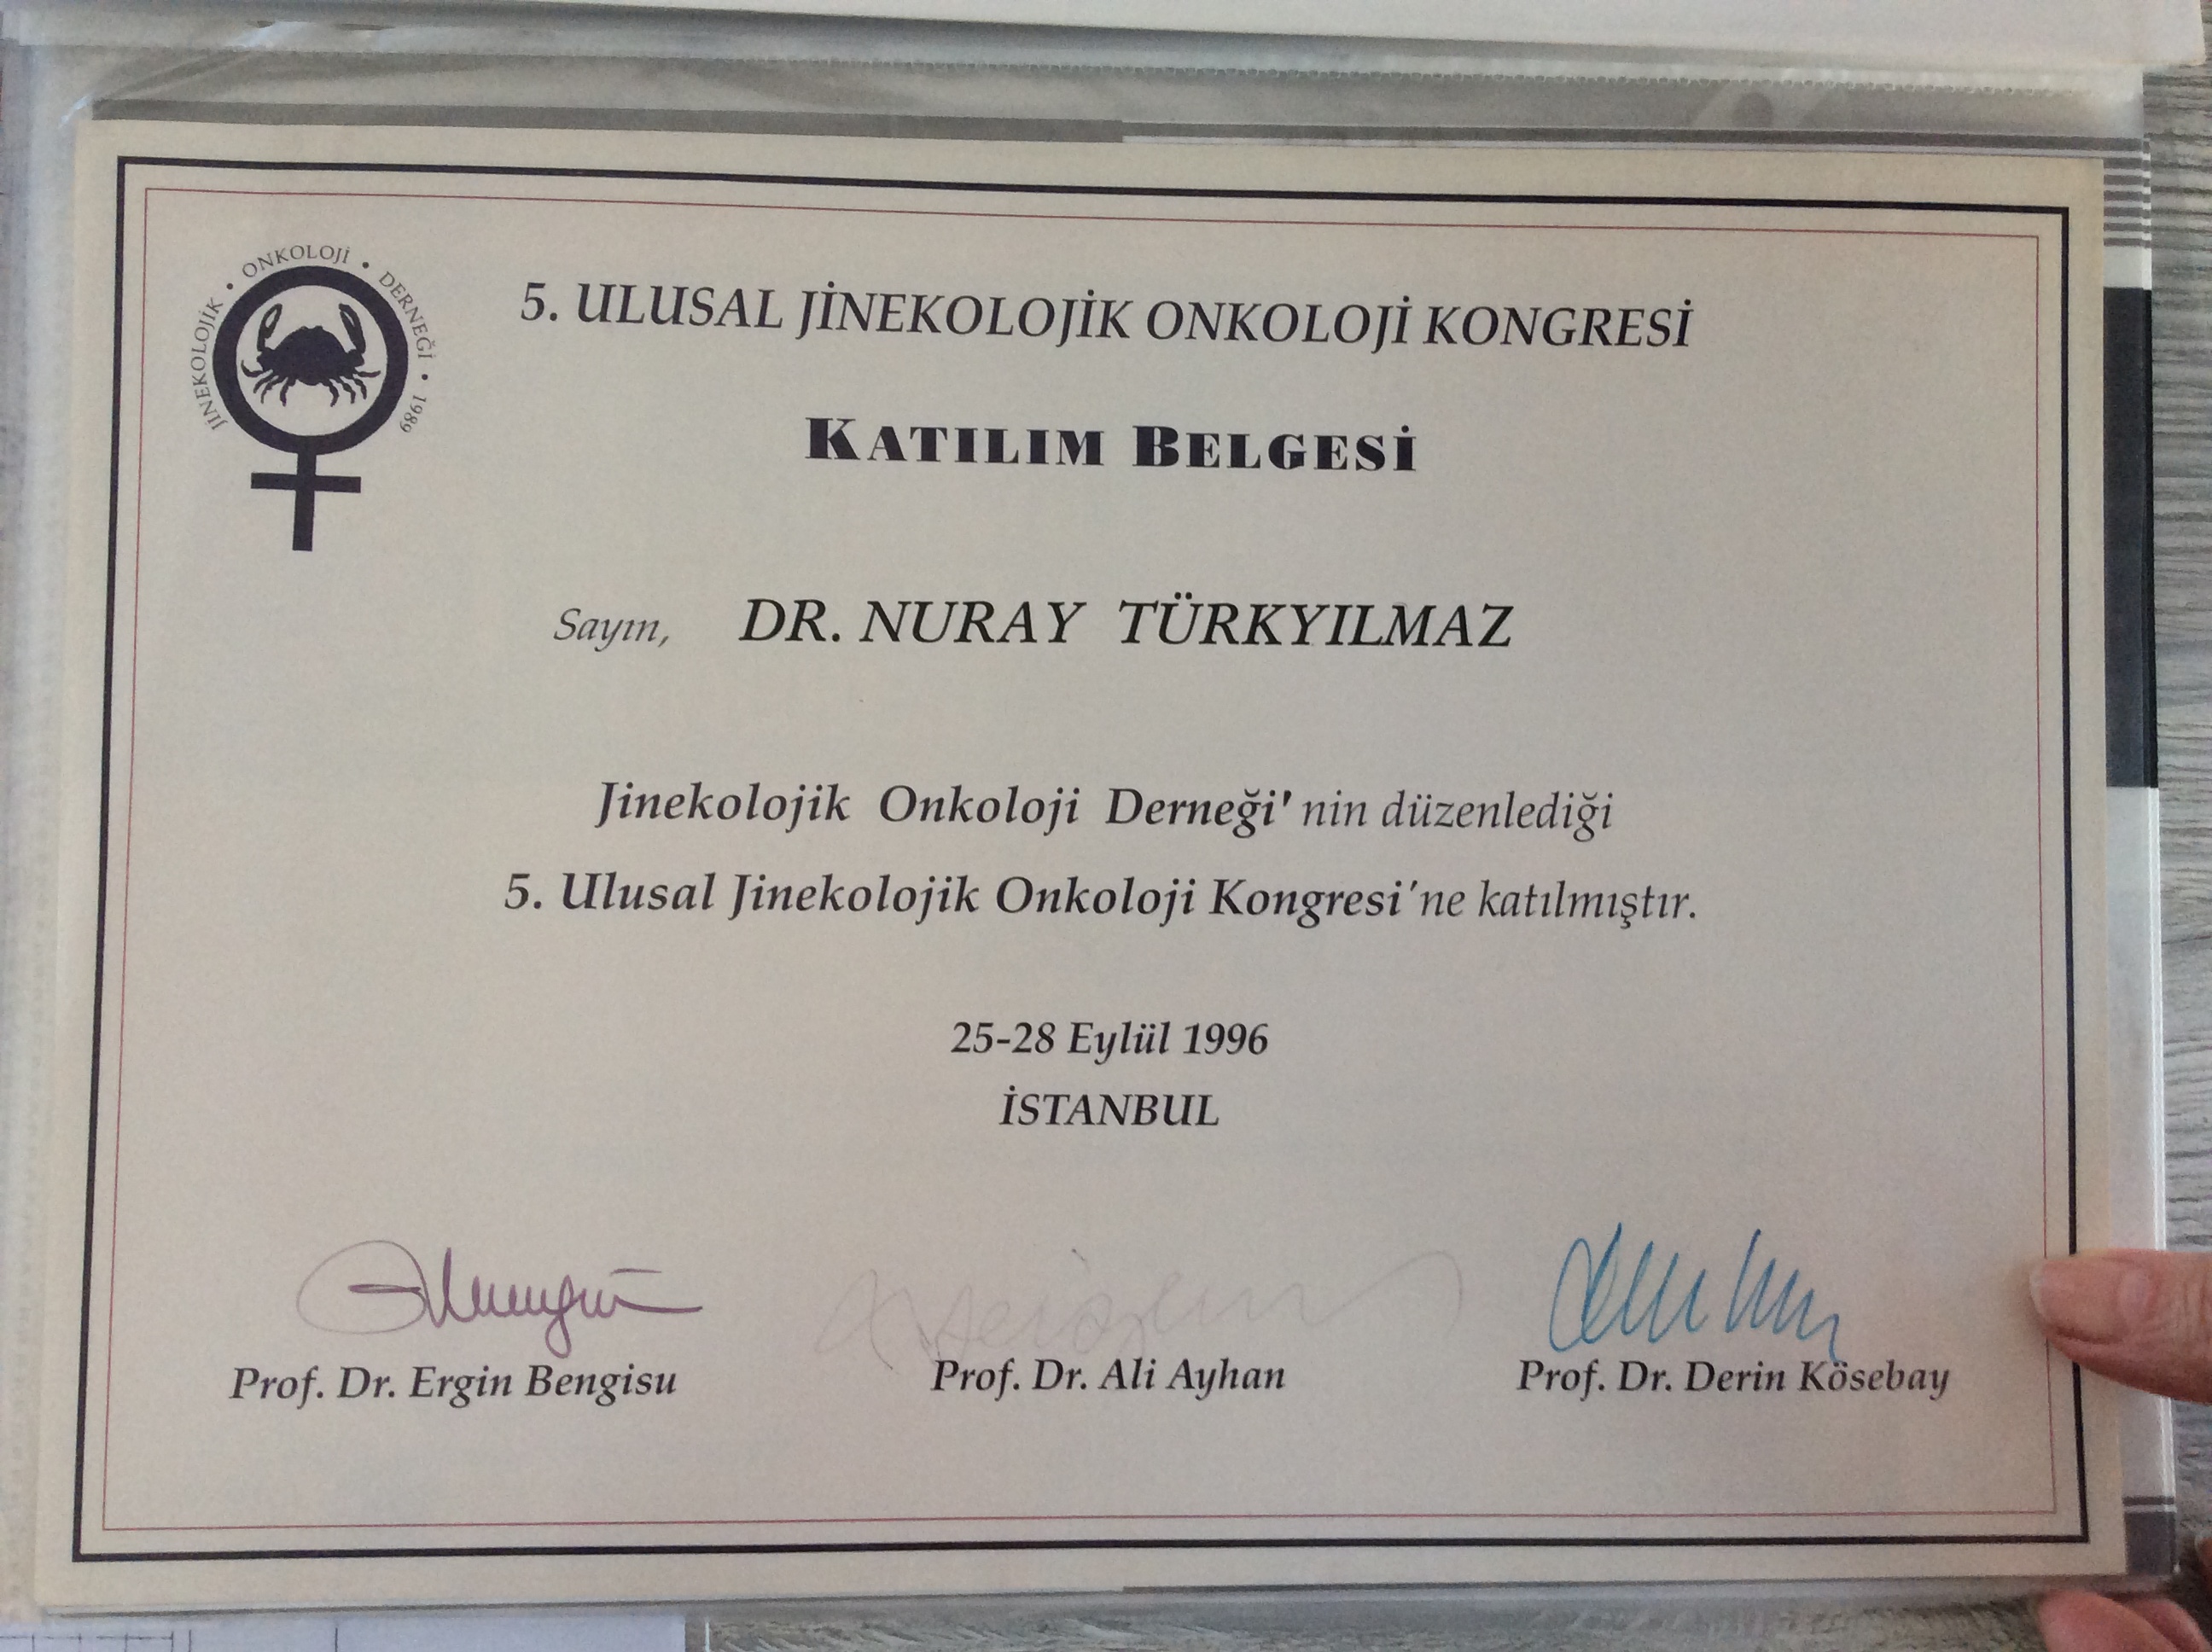 JİNEKOLOJİK • ONKOLOJİ • DERNEĞİ • 1989
5. ULUSAL JİNEKOLOJİK ONKOLOJİ KONGRESİ
KATILIM BELGESİ
Sayın, DR. NURAY TÜRKYILMAZ
Jinekolojik Onkoloji Derneği'nin düzenlediği
5. Ulusal Jinekolojik Onkoloji Kongresi'ne katılmıştır.
25-28 Eylül 1996
İSTANBUL
Prof. Dr. Ergin Bengisu
Prof. Dr. Ali Ayhan
Prof. Dr. Derin Kösebay